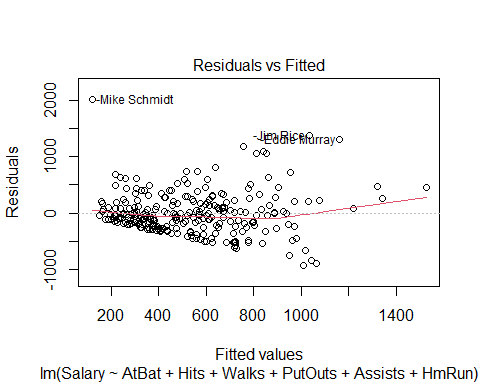 Residuals vs Fitted
2000
1000
0
-1000
Residuals
-Mike Schmidt
-Jim Rice
-Eddie Murray
200 400 600 800 1000 1400
Fitted values
lm(Salary ~ AtBat + Hits + Walks + PutOuts + Assists + HmRun)